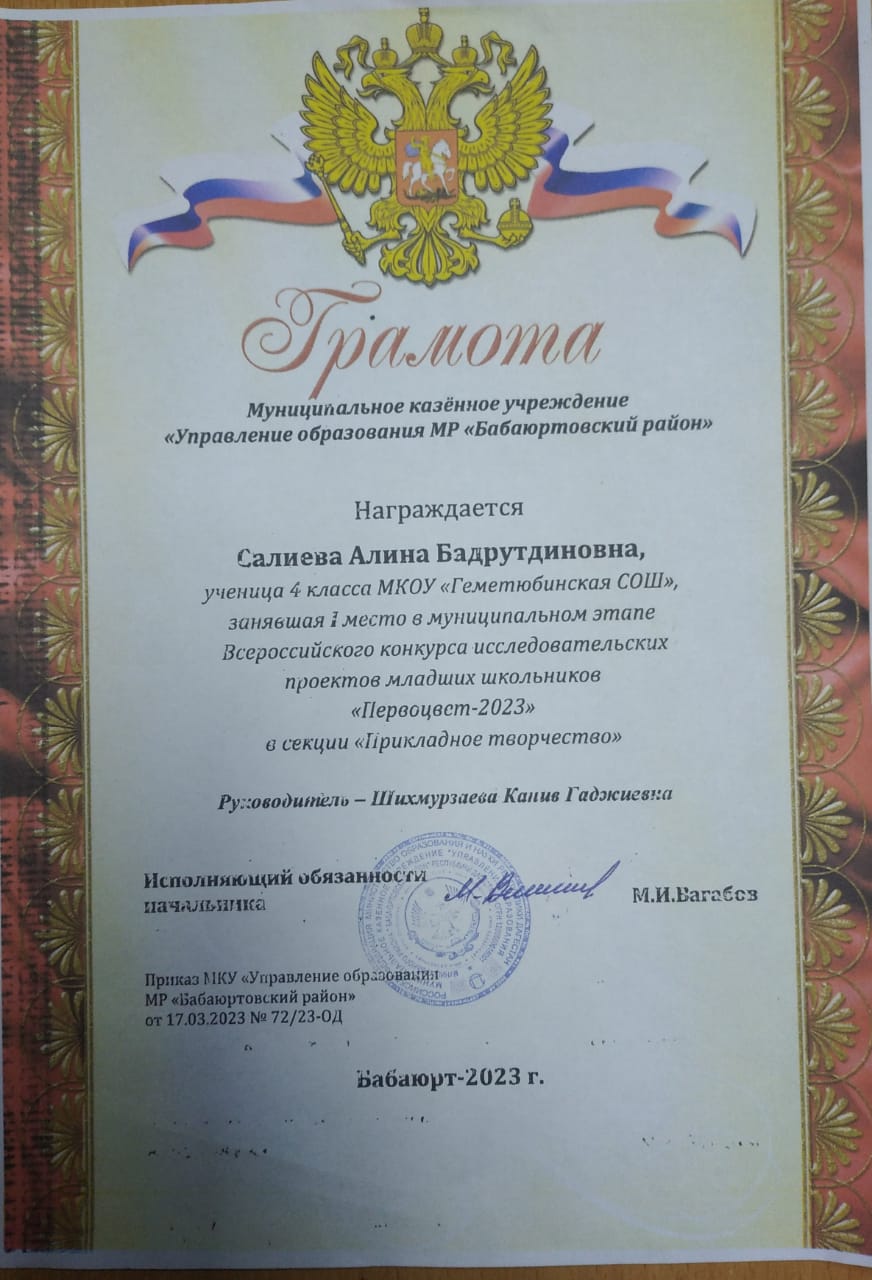 Грамота
Муниципальное казённое учреждение
«Управление образования МР «Бабаюртовский район»
Награждается
Салиева Алина Бадрутдиновна,
ученица 4 класса МКОУ «Геметюбинская СОШ»,
занявшая 1 место в муниципальном этапе
Всероссийского конкурса исследовательских
проектов младших школьников
«Первоцвет-2023»
в секции «Прикладное творчество»
Руководитель – Шихмурзаева Канив Гаджиевна
Исполняющий обязанности
начальника
М.И.Вагабов
Приказ МКУ «Управление образования
МР «Бабаюртовский район»
от 17.03.2023 № 72/23-ОД
Бабаюрт-2023 г.